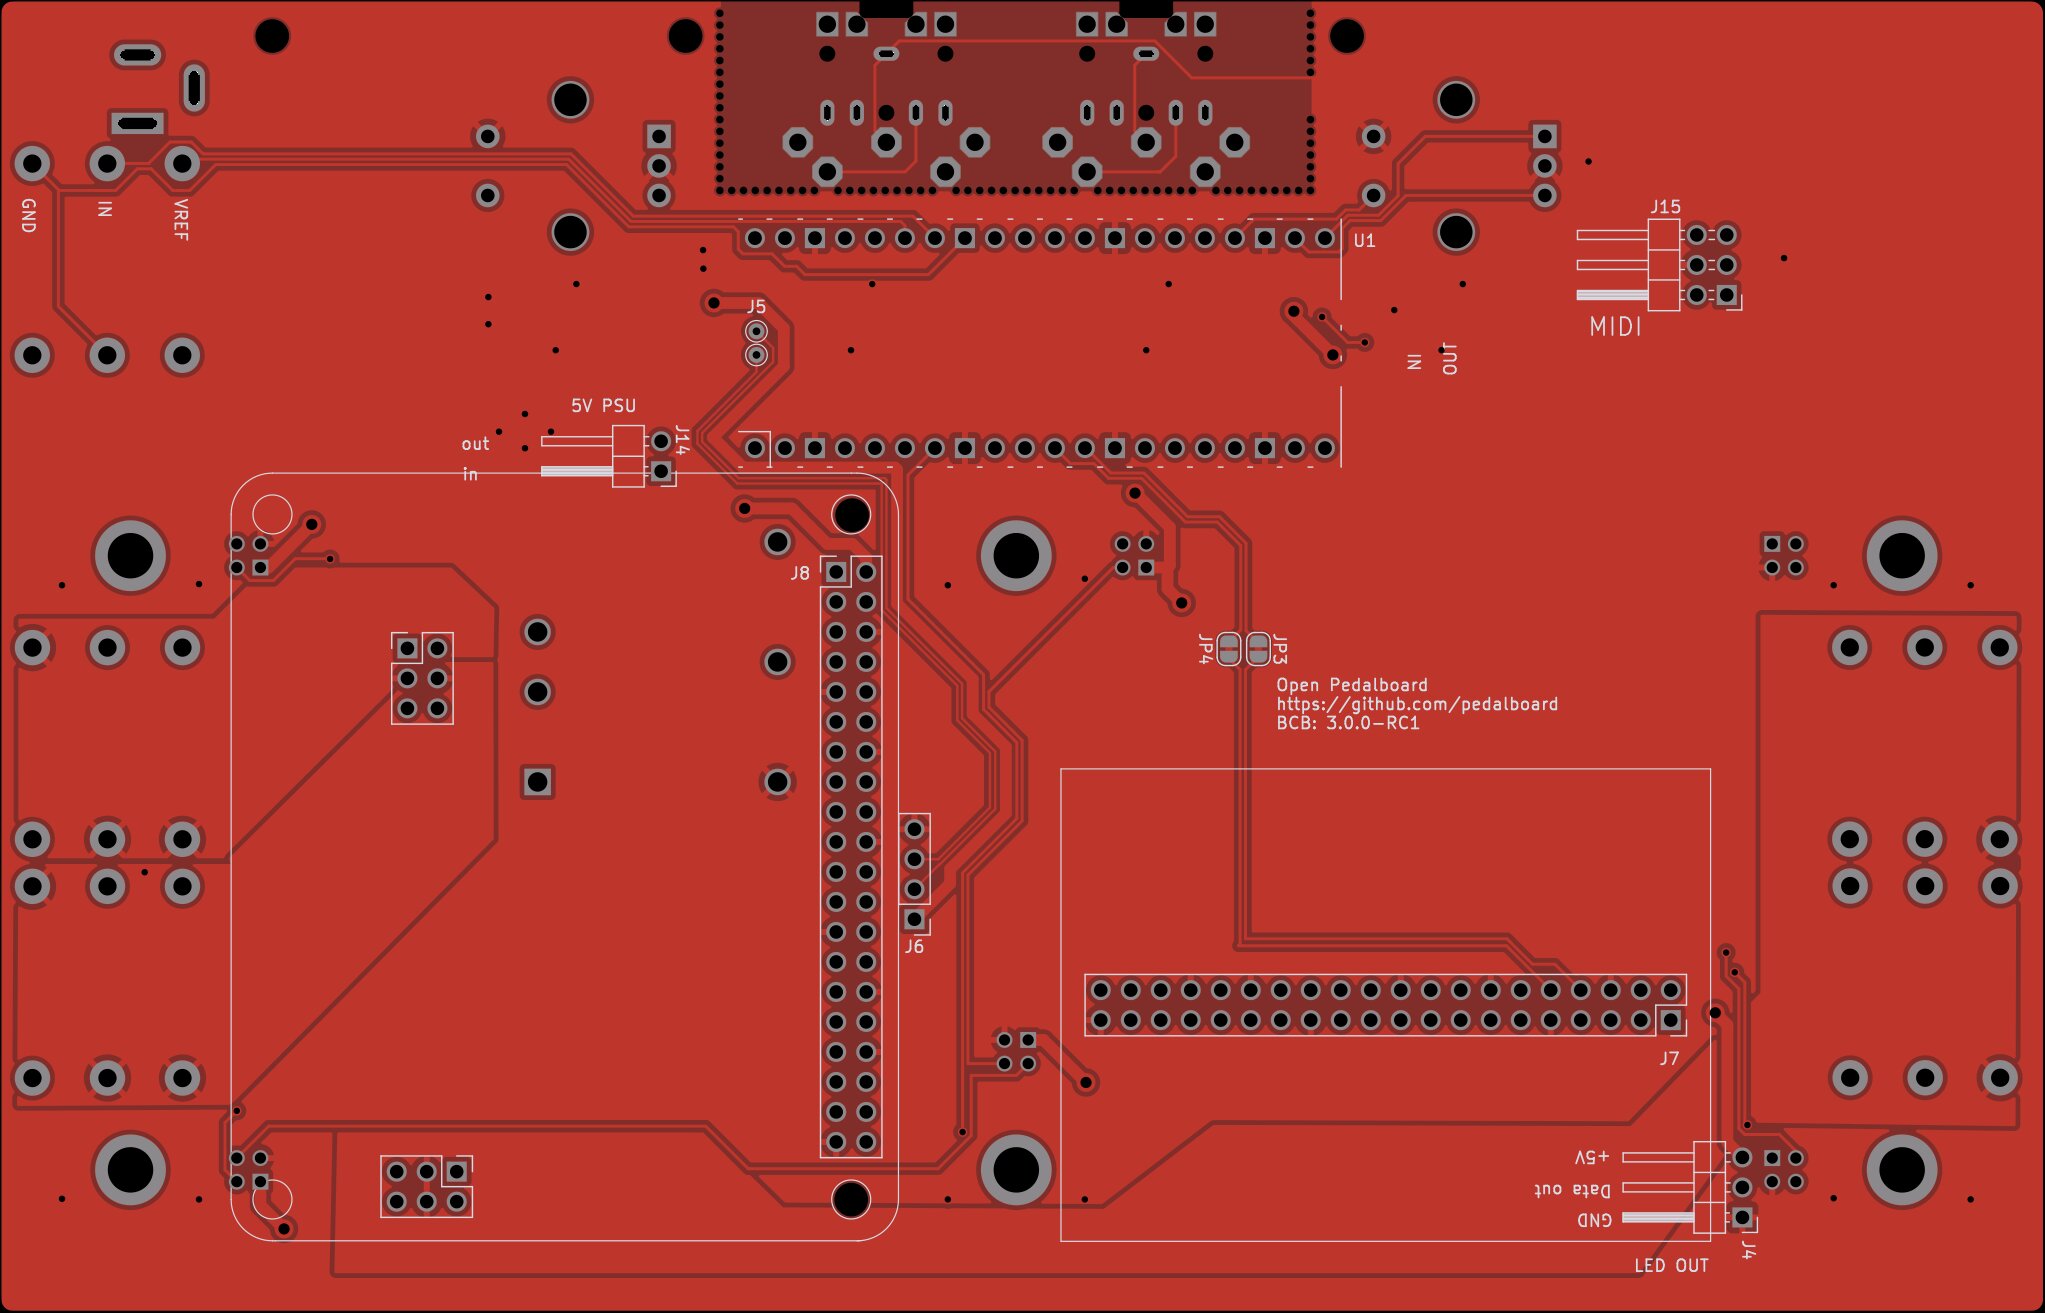 GND
IN
VREF
J15
U1
MIDI
J5
IN
OUT
5V PSU
out
in
J14
J8
JP4
JP3
Open Pedalboard
https://github.com/pedalboard
BCB: 3.0.0-RC1
J6
J7
+5V
Data out
GND
J4
LED OUT